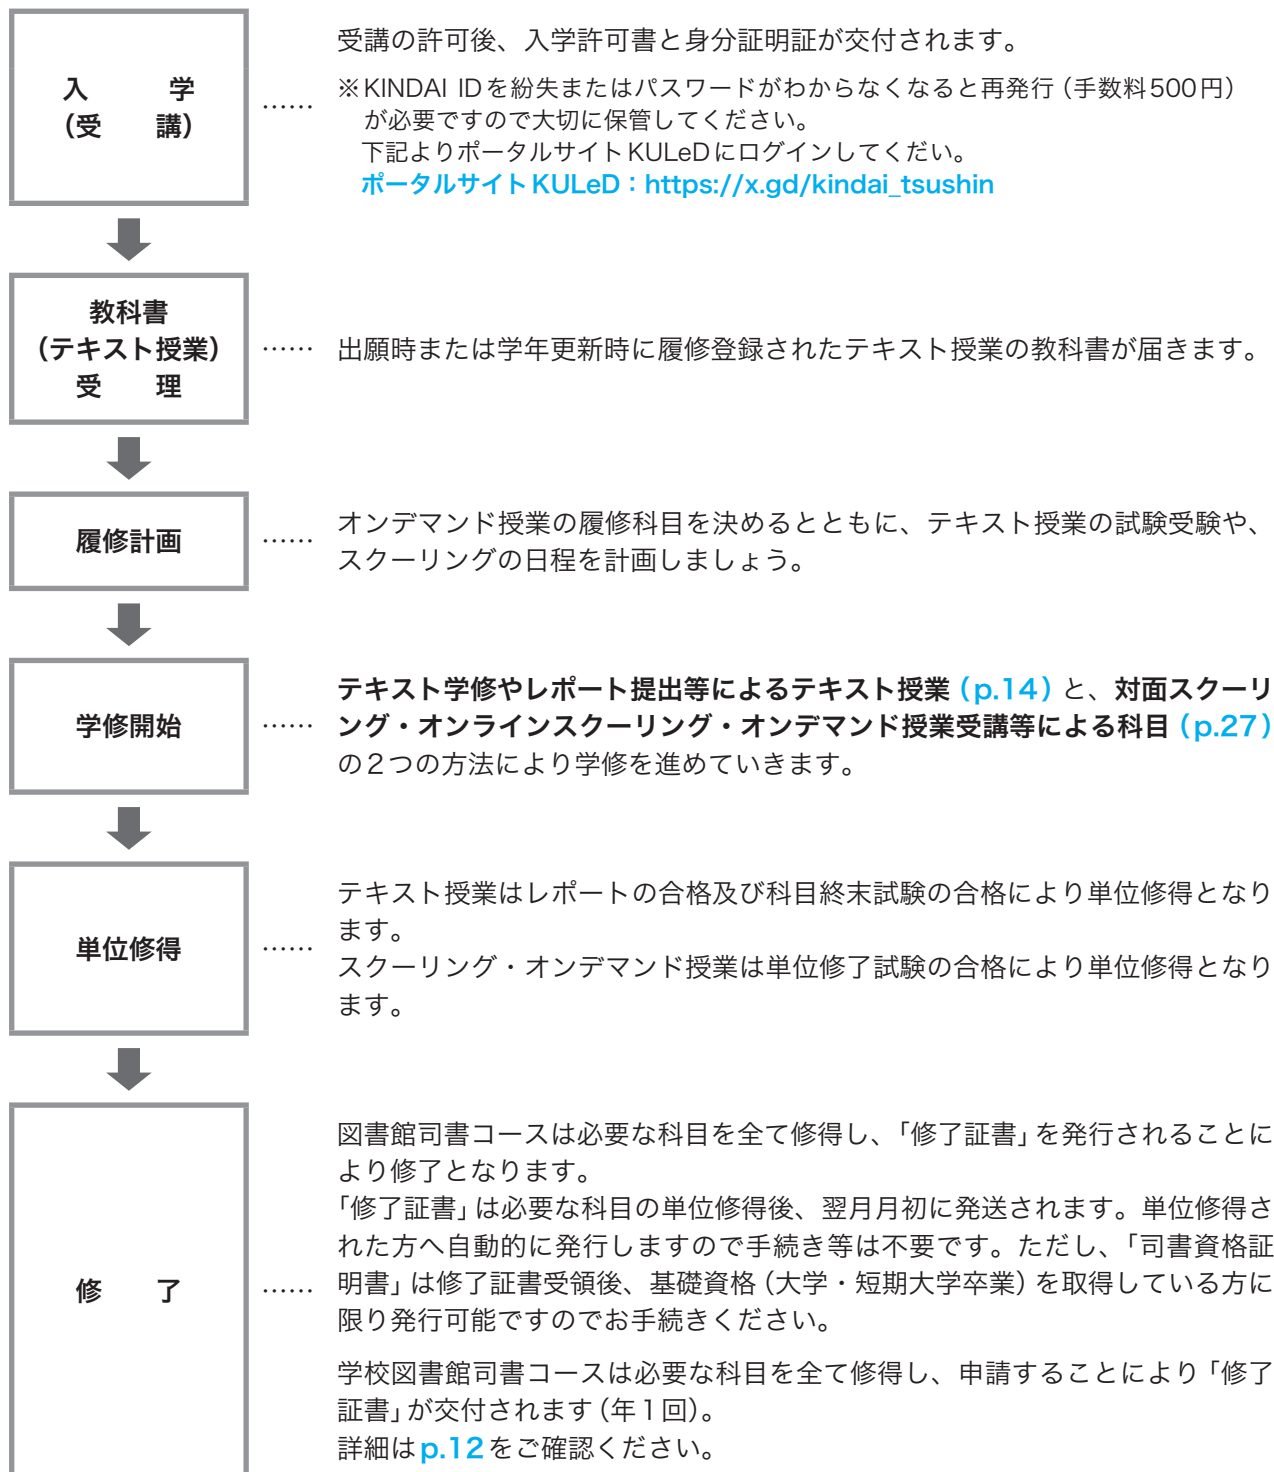 入　学
(受　講)
……
受講の許可後、入学許可書と身分証明証が交付されます。
※KINDAI IDを紛失またはパスワードがわからなくなると再発行（手数料500円）
が必要ですので大切に保管してください。
下記よりポータルサイトKULeDにログインしてくだい。
ポータルサイトKULeD：https://x.gd/kindai_tsushin
教科書
（テキスト授業）
受　理
……
出願時または学年更新時に履修登録されたテキスト授業の教科書が届きます。
履修計画
……
オンデマンド授業の履修科目を決めるとともに、テキスト授業の試験受験や、
スクーリングの日程を計画しましょう。
学修開始
……
テキスト学修やレポート提出等によるテキスト授業（p.14）と、対面スクーリ
ング・オンラインスクーリング・オンデマンド授業受講等による科目（p.27）
の2つの方法により学修を進めていきます。
単位修得
……
テキスト授業はレポートの合格及び科目終末試験の合格により単位修得となり
ます。
スクーリング・オンデマンド授業は単位修了試験の合格により単位修得となり
ます。
修　了
……
図書館司書コースは必要な科目を全て修得し、「修了証書」を発行されることに
より修了となります。
「修了証書」は必要な科目の単位修得後、翌月月初に発送されます。単位修得さ
れた方へ自動的に発行しますので手続き等は不要です。ただし、「司書資格証
明書」は修了証書受領後、基礎資格（大学・短期大学卒業）を取得している方に
限り発行可能ですのでお手続きください。
学校図書館司書コースは必要な科目を全て修得し、申請することにより「修了
証書」が交付されます（年1回）。
詳細はp.12をご確認ください。